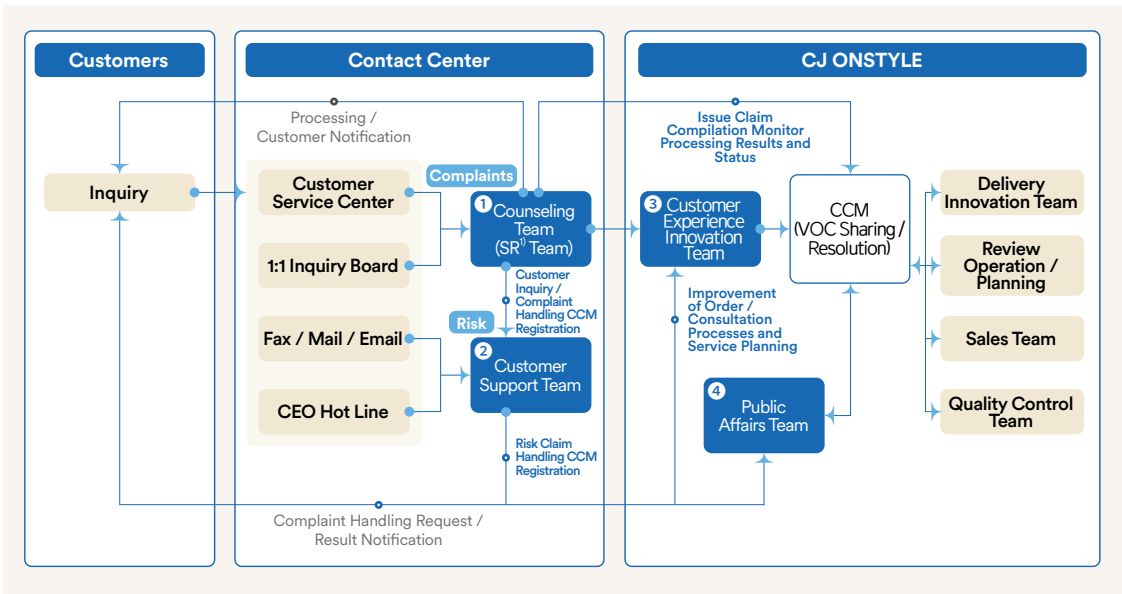 Customers
Contact Center
CJ ONSTYLE
Processing /
Customer Notification
Issue Claim
Compilation Monitor
Processing Results and
Status
Inquiry
Customer
Service Center
1:1 Inquiry Board
Fax / Mail / Email
CEO Hot Line
Complaints
1
Counseling
Team
(SR1) Team)
Customer
Inquiry /
Complaint
Handling CCM
Registration
Risk
2
Customer
Support Team
Risk Claim
Handling CCM
Registration
3
Customer
Experience
Innovation
Team
Improvement
of Order /
Consultation
Processes and
Service Planning
4
Public
Affairs Team
CCM
(VOC Sharing /
Resolution)
Delivery
Innovation Team
Review
Operation /
Planning
Sales Team
Quality Control
Team
Complaint Handling Request /
Result Notification